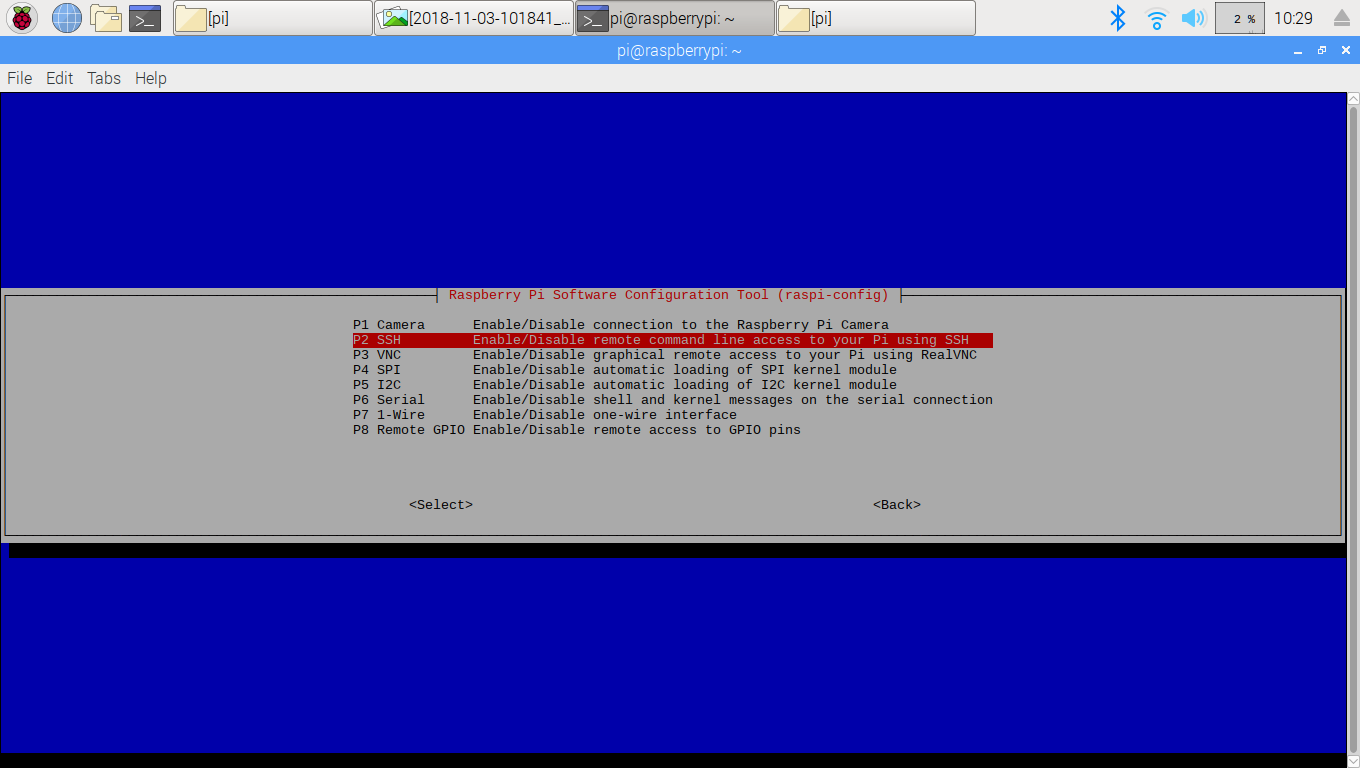 [pi]
[2018-11-03-101841_...
pi@raspberrypi: ~
[pi]
2 %
10:29
pi@raspberrypi: ~
File Edit Tabs Help
Raspberry Pi Software Configuration Tool (raspi-config)
P1 Camera Enable/Disable connection to the Raspberry Pi Camera
P2 SSH Enable/Disable remote command line access to your Pi using SSH
P3 VNC Enable/Disable graphical remote access to your Pi using RealVNC
P4 SPI Enable/Disable automatic loading of SPI kernel module
P5 I2C Enable/Disable automatic loading of I2C kernel module
P6 Serial Enable/Disable shell and kernel messages on the serial connection
P7 1-Wire Enable/Disable one-wire interface
P8 Remote GPIO Enable/Disable remote access to GPIO pins
<Select> <Back>